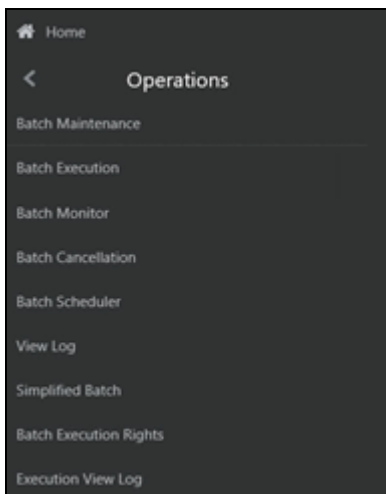 Home
Operations
Batch Maintenance
Batch Execution
Batch Monitor
Batch Cancellation
Batch Scheduler
View Log
Simplified Batch
Batch Execution Rights
Execution View Log